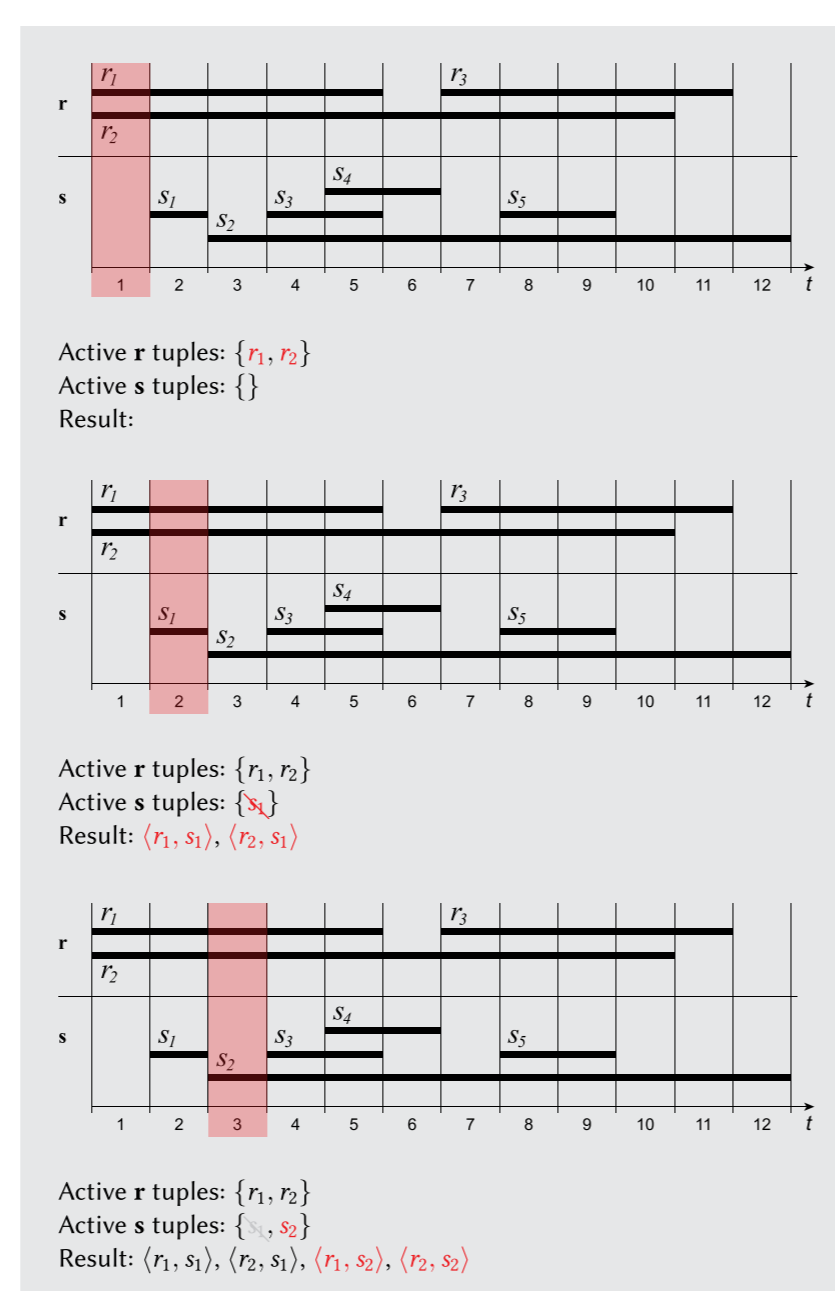 r₁ r₃
r
r₂
s₄
s s₁ s₃ s₅
s₂
1 2 3 4 5 6 7 8 9 10 11 12 t
Active r tuples: {r₁, r₂}
Active s tuples: {}
Result:
r₁ r₃
r
r₂
s₄
s s₁ s₃ s₅
s₂
1 2 3 4 5 6 7 8 9 10 11 12 t
Active r tuples: {r₁, r₂}
Active s tuples: {s₁}
Result: ⟨r₁, s₁⟩, ⟨r₂, s₁⟩
r₁ r₃
r
r₂
s₄
s s₁ s₃ s₅
s₂
1 2 3 4 5 6 7 8 9 10 11 12 t
Active r tuples: {r₁, r₂}
Active s tuples: {s₁, s₂}
Result: ⟨r₁, s₁⟩, ⟨r₂, s₁⟩, ⟨r₁, s₂⟩, ⟨r₂, s₂⟩